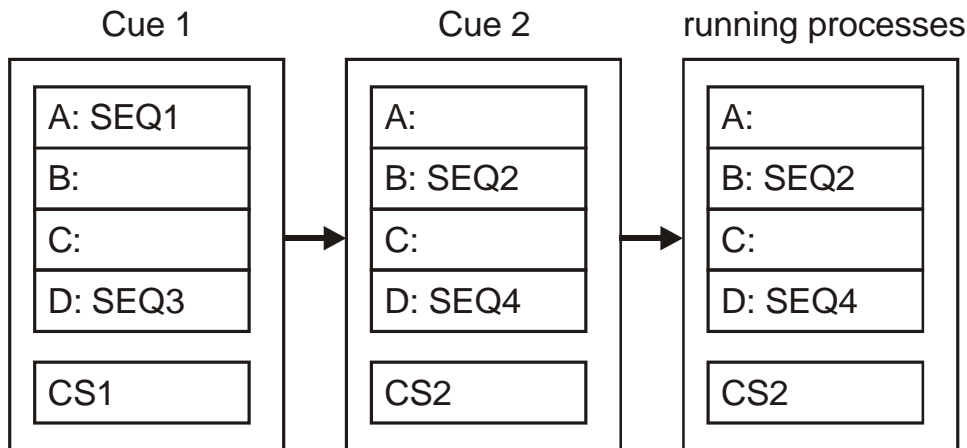 Cue 1
A: SEQ1
B:
C:
D: SEQ3
CS1
Cue 2
A:
B: SEQ2
C:
D: SEQ4
CS2
running processes
A:
B: SEQ2
C:
D: SEQ4
CS2